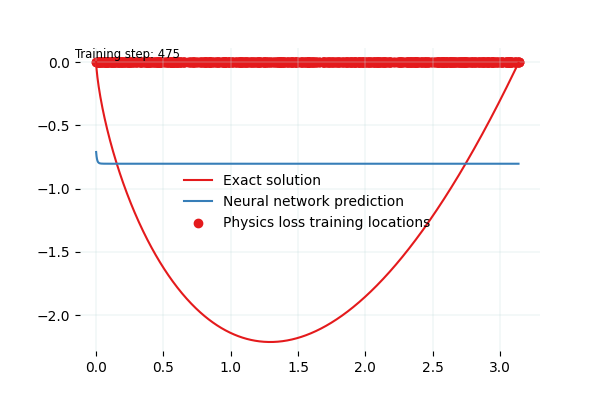 Training step: 475
0.0
−0.5
−1.0
−1.5
−2.0
Exact solution
Neural network prediction
Physics loss training locations
0.0 0.5 1.0 1.5 2.0 2.5 3.0